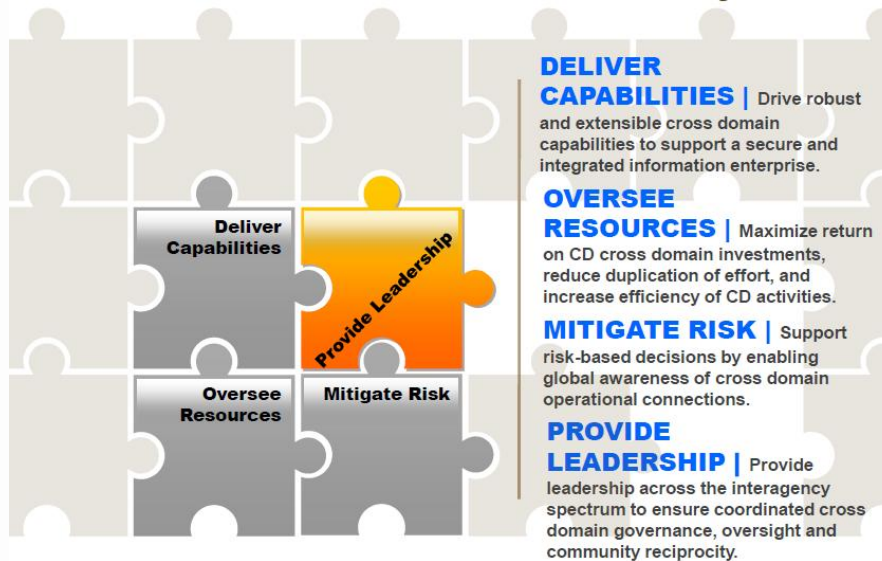 Deliver
Capabilities
Provide Leadership
Oversee
Resources
Mitigate Risk
DELIVER
CAPABILITIES | Drive robust
and extensible cross domain
capabilities to support a secure and
integrated information enterprise.
OVERSEE
RESOURCES | Maximize return
on CD cross domain investments,
reduce duplication of effort, and
increase efficiency of CD activities.
MITIGATE RISK | Support
risk-based decisions by enabling
global awareness of cross domain
operational connections.
PROVIDE
LEADERSHIP | Provide
leadership across the interagency
spectrum to ensure coordinated cross
domain governance, oversight and
community reciprocity.